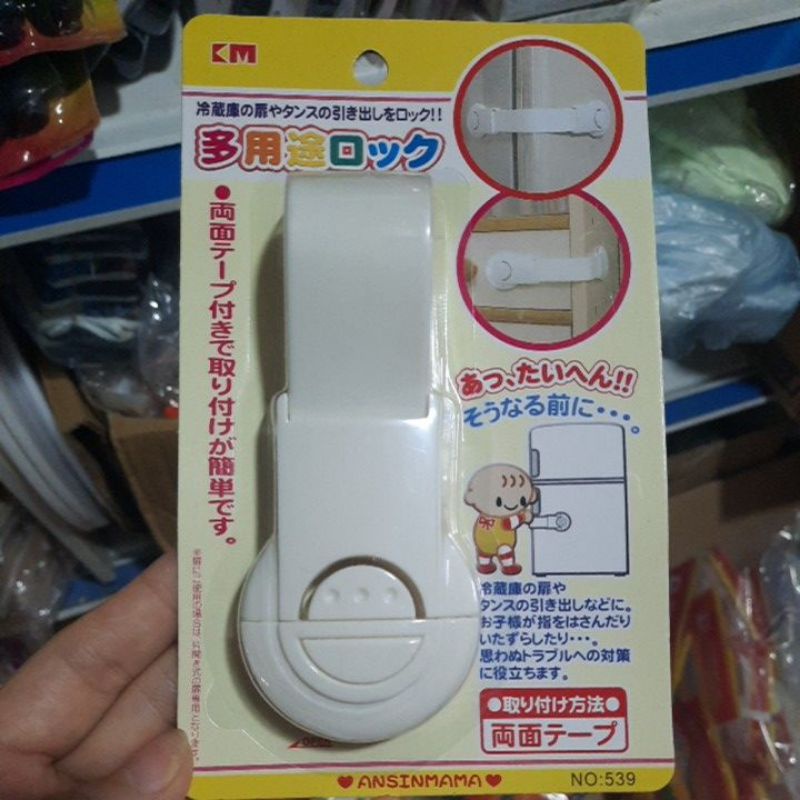 KM
冷蔵庫の扉やタンスの引き出しをロック!!
多用途ロック
●両面テープ付きで取り付けが簡単です。
あっ、たいへん!!
そうなる前に・・・。
冷蔵庫の扉や
タンスの引き出しなどに。
お子様が指をはさんだり
いたずらしたり・・・。
思わぬトラブルへの対策
に役立ちます。
●取り付け方法●
両面テープ
♥ANSINMAMA♥
NO:539